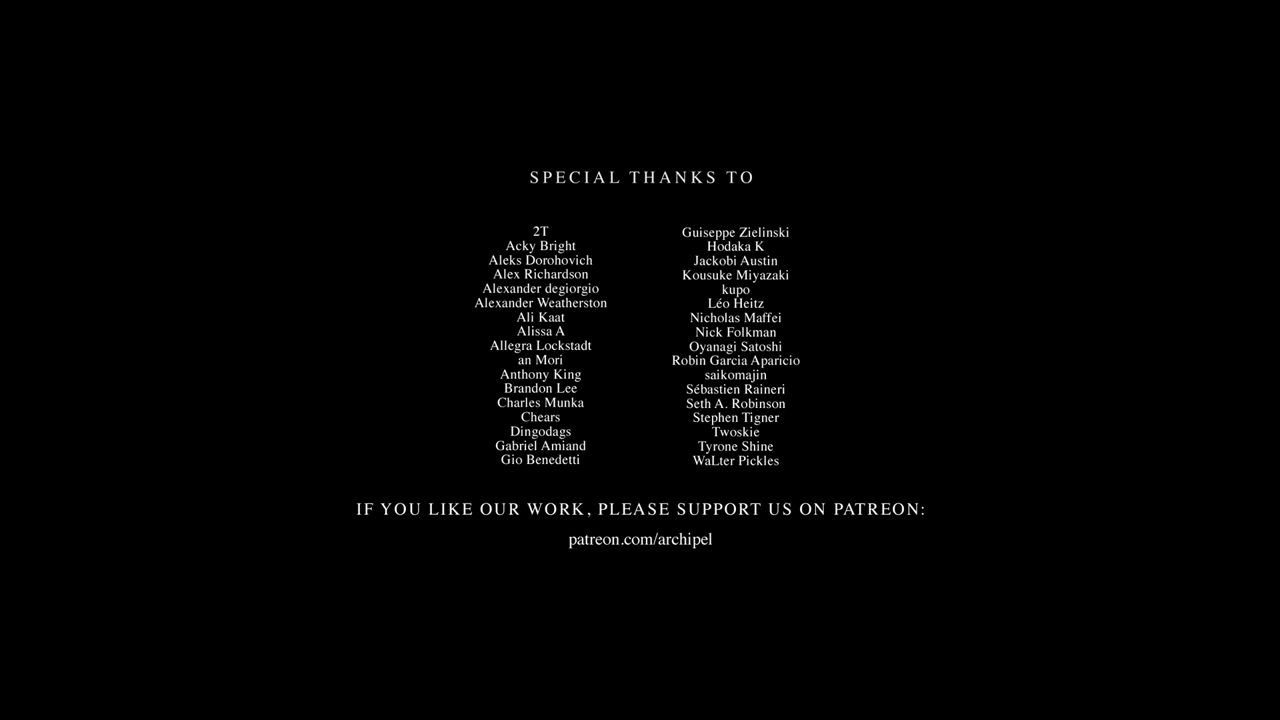 SPECIAL THANKS TO
2T
Acky Bright
Aleks Dorohovich
Alex Richardson
Alexander degiorgio
Alexander Weatherston
Ali Kaat
Alissa A
Allegra Lockstadt
an Mori
Anthony King
Brandon Lee
Charles Munka
Chears
Dingodags
Gabriel Amiand
Gio Benedetti
Guiseppe Zielinski
Hodaka K
Jackobi Austin
Kousuke Miyazaki
kupo
Léo Heitz
Nicholas Maffei
Nick Folkman
Oyanagi Satoshi
Robin Garcia Aparicio
saikomajin
Sébastien Raineri
Seth A. Robinson
Stephen Tigner
Twoskie
Tyrone Shine
WaLter Pickles
IF YOU LIKE OUR WORK, PLEASE SUPPORT US ON PATREON:
patreon.com/archipel